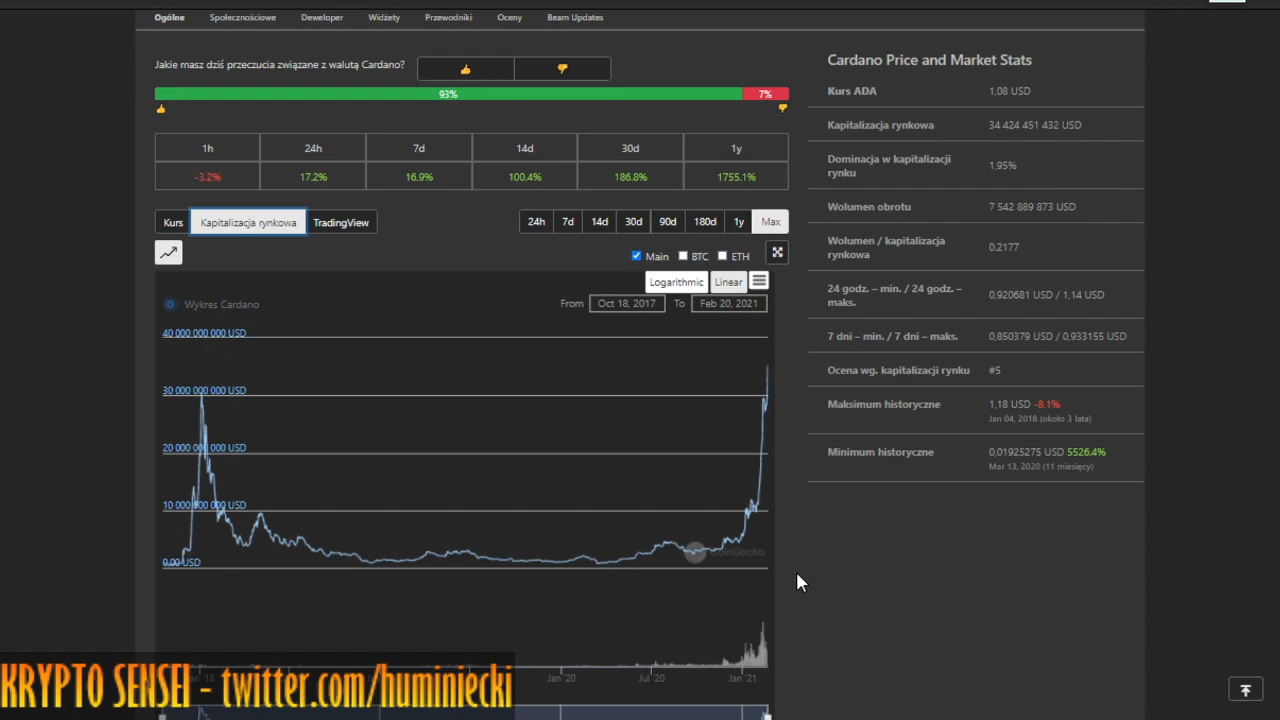 Ogólne Społecznościowe Deweloper Widżety Przewodniki Oceny Beam Updates
Jakie masz dziś przeczucia związane z walutą Cardano?
93% 7%
1h 24h 7d 14d 30d 1y
-3.2% 17.2% 16.9% 100.4% 186.8% 1755.1%
Kurs Kapitalizacja rynkowa TradingView 24h 7d 14d 30d 90d 180d 1y Max
Main BTC ETH
Logarithmic Linear
Wykres Cardano From Oct 18, 2017 To Feb 20, 2021
40 000 000 000 USD
30 000 000 000 USD
20 000 000 000 USD
10 000 000 000 USD
0,00 USD
CoinGecko
Jan '20 Jul '20 Jan '21
Cardano Price and Market Stats
Kurs ADA 1,08 USD
Kapitalizacja rynkowa 34 424 451 432 USD
Dominacja w kapitalizacji
rynku
1,95%
Wolumen obrotu 7 542 889 873 USD
Wolumen / kapitalizacja
rynkowa
0.2177
24 godz. – min. / 24 godz. –
maks.
0,920681 USD / 1,14 USD
7 dni – min. / 7 dni – maks. 0,850379 USD / 0,933155 USD
Ocena wg. kapitalizacji rynku #5
Maksimum historyczne 1,18 USD -8.1%
Jan 04, 2018 (około 3 lata)
Minimum historyczne 0,01925275 USD 5526.4%
Mar 13, 2020 (11 miesięcy)
KRYPTO SENSEI - twitter.com/huminiecki